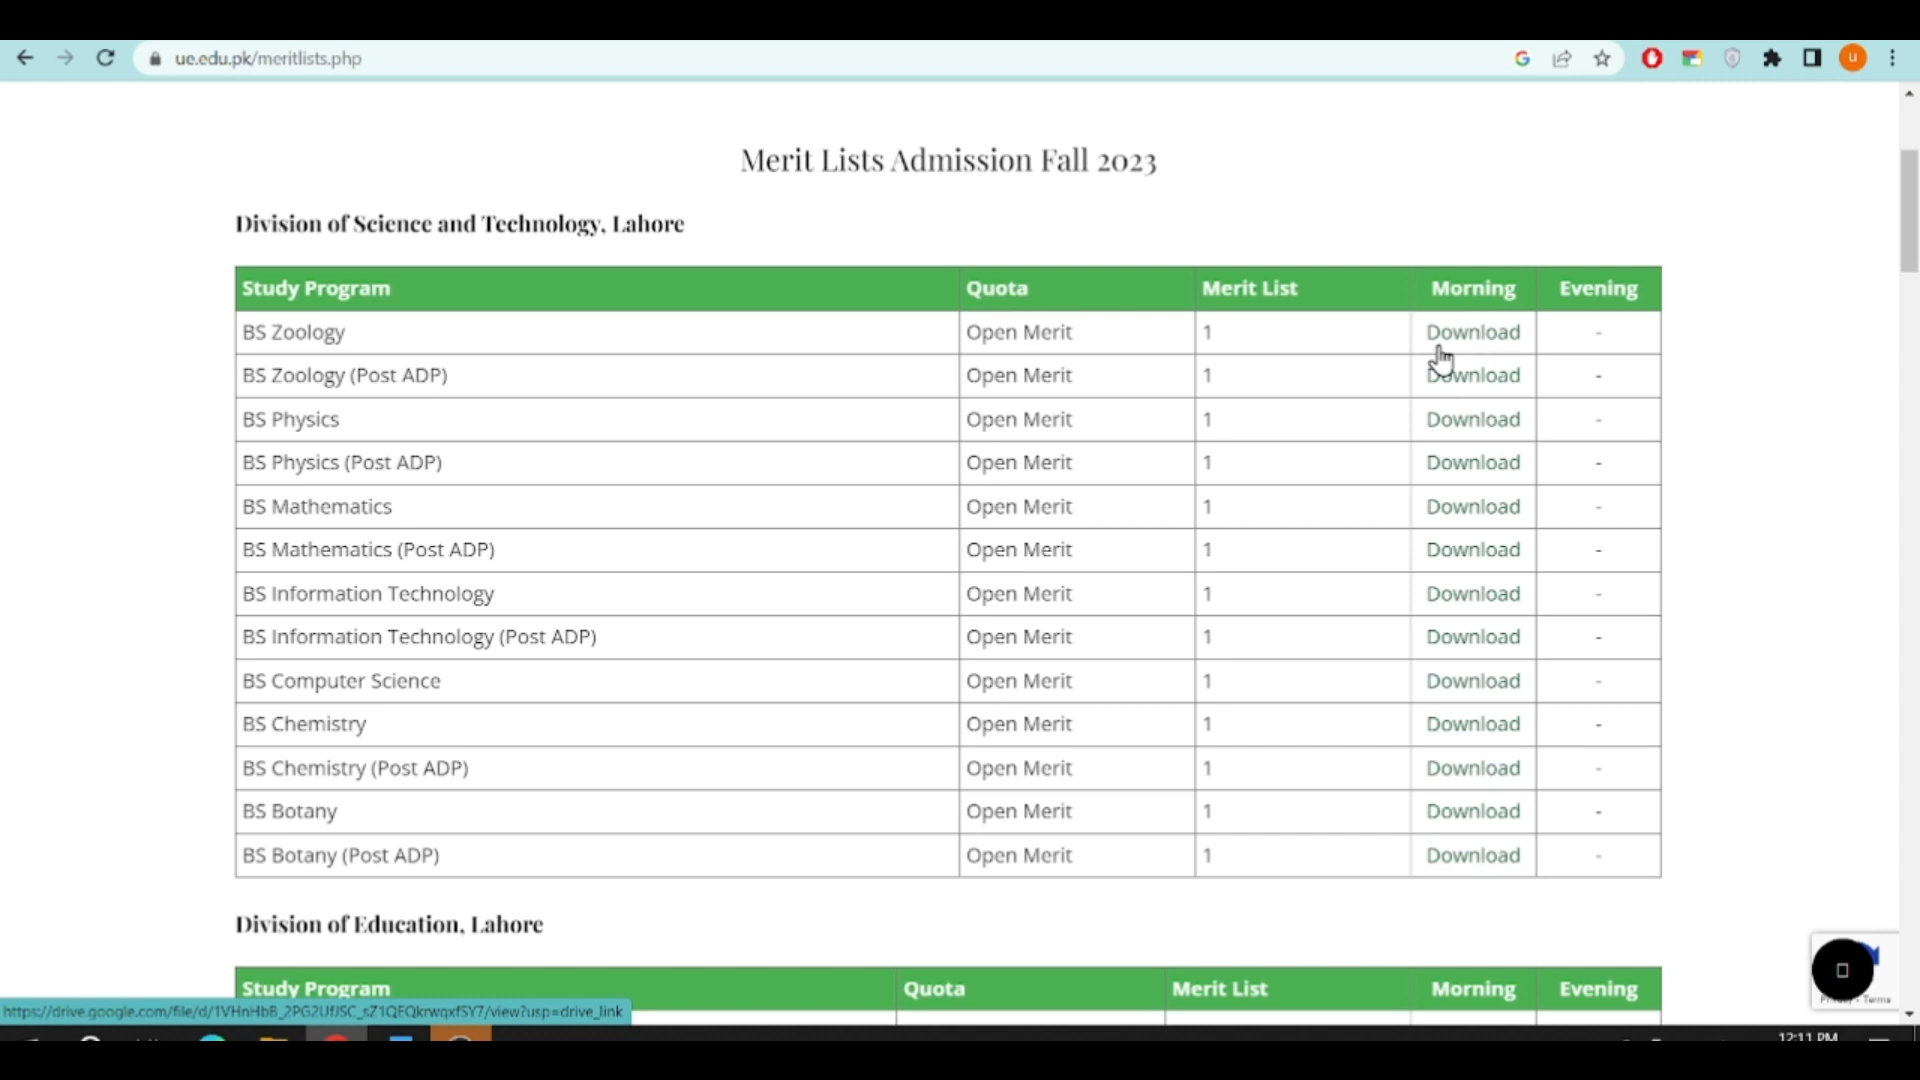 ue.edu.pk/meritlists.php
u
Merit Lists Admission Fall 2023
Division of Science and Technology, Lahore
Study Program Quota Merit List Morning Evening
BS Zoology Open Merit 1 Download -
BS Zoology (Post ADP) Open Merit 1 Download -
BS Physics Open Merit 1 Download -
BS Physics (Post ADP) Open Merit 1 Download -
BS Mathematics Open Merit 1 Download -
BS Mathematics (Post ADP) Open Merit 1 Download -
BS Information Technology Open Merit 1 Download -
BS Information Technology (Post ADP) Open Merit 1 Download -
BS Computer Science Open Merit 1 Download -
BS Chemistry Open Merit 1 Download -
BS Chemistry (Post ADP) Open Merit 1 Download -
BS Botany Open Merit 1 Download -
BS Botany (Post ADP) Open Merit 1 Download -
Division of Education, Lahore
Study Program Quota Merit List Morning Evening
Terms
12:11 PM